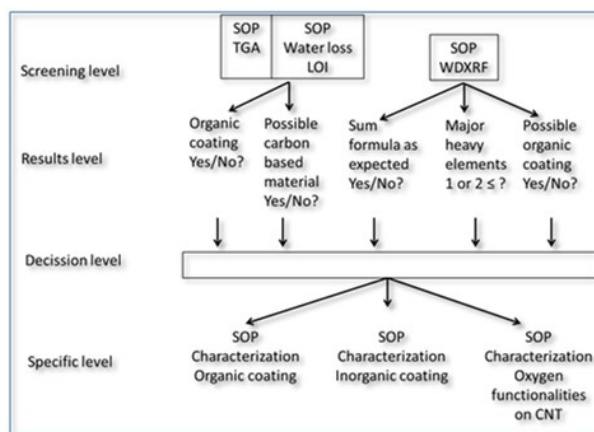 SOP
TGA
SOP
Water loss
LOI
SOP
WDXRF
Screening level
Organic
coating
Yes/No?
Possible
carbon
based
material
Yes/No?
Sum
formula as
expected
Yes/No?
Major
heavy
elements
1 or 2 ≤ ?
Possible
organic
coating
Yes/No?
Results level
Decission level
SOP
Characterization
Organic coating
SOP
Characterization
Inorganic coating
SOP
Characterization
Oxygen
functionalities
on CNT
Specific level